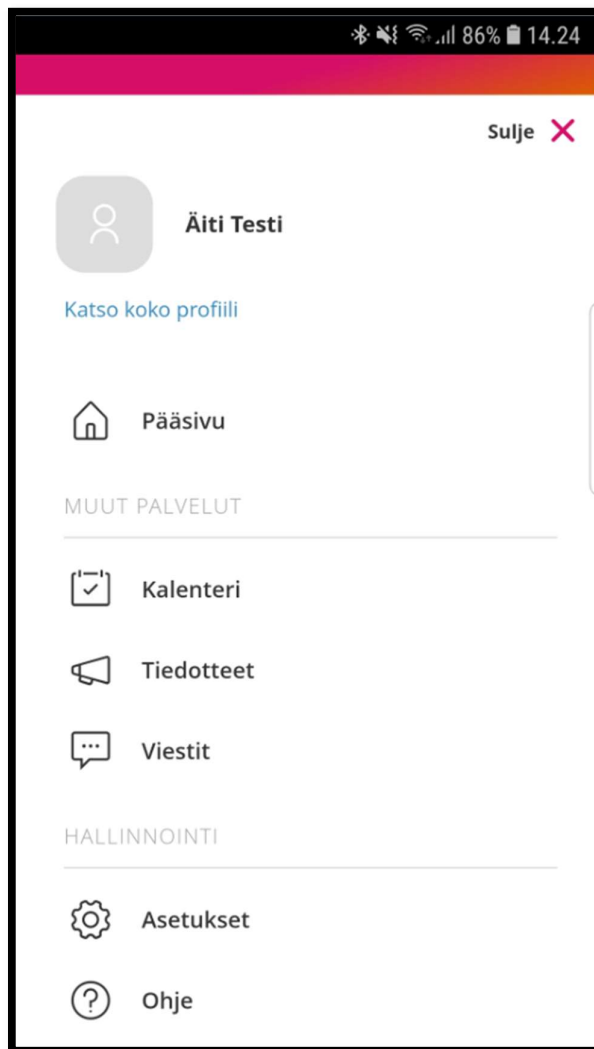 86% 14.24
Sulje
Äiti Testi
Katso koko profiili
Pääsivu
MUUT PALVELUT
Kalenteri
Tiedotteet
Viestit
HALLINNOINTI
Asetukset
Ohje